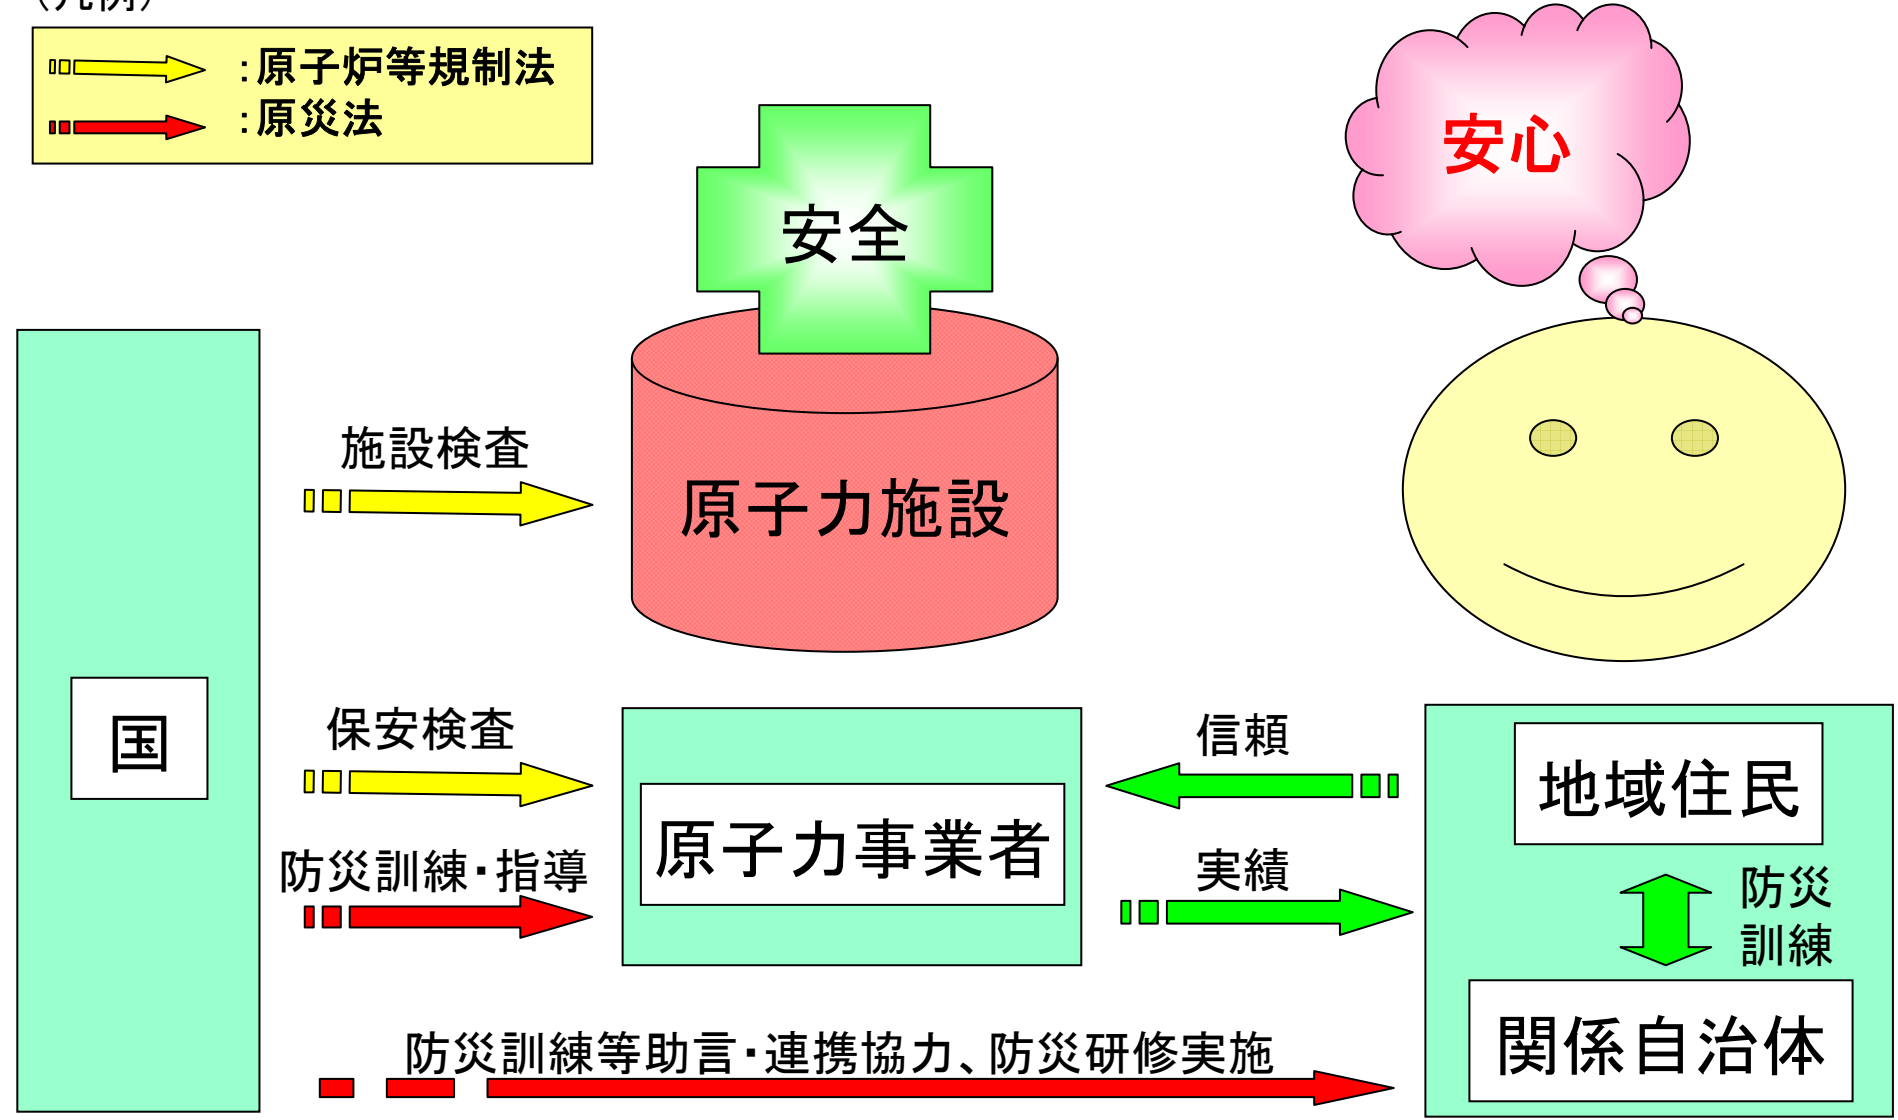 (凡例)
：原子炉等規制法
：原災法
安心
安全
施設検査
原子力施設
国
保安検査
信頼
地域住民
原子力事業者
防災訓練・指導
実績
防災
訓練
関係自治体
防災訓練等助言・連携協力、防災研修実施